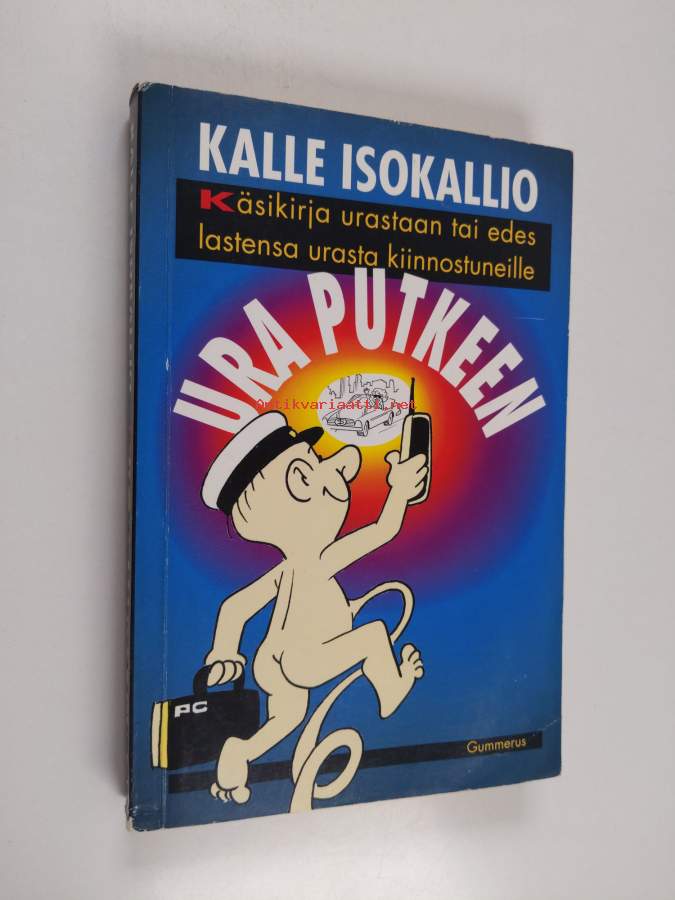 KALLE ISOKALLIO
Käsikirja urastaan tai edes
lastensa urasta kiinnostuneille
URA PUTKEEN
Antikvariaatti.net
PC
Gummerus